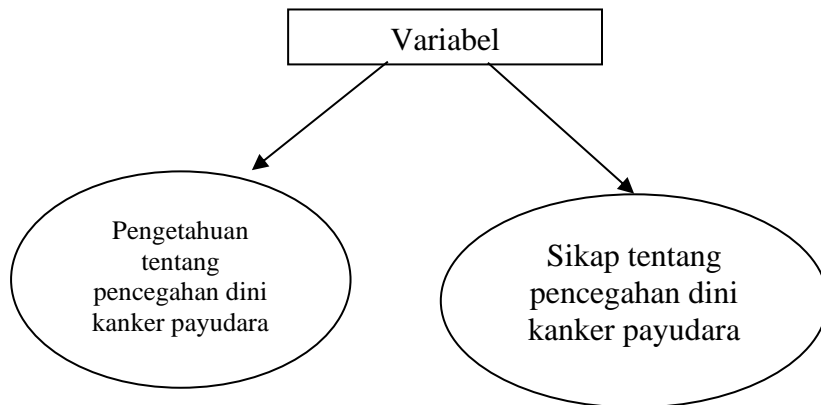 Variabel
Pengetahuan
tentang
pencegahan dini
kanker payudara
Sikap tentang
pencegahan dini
kanker payudara